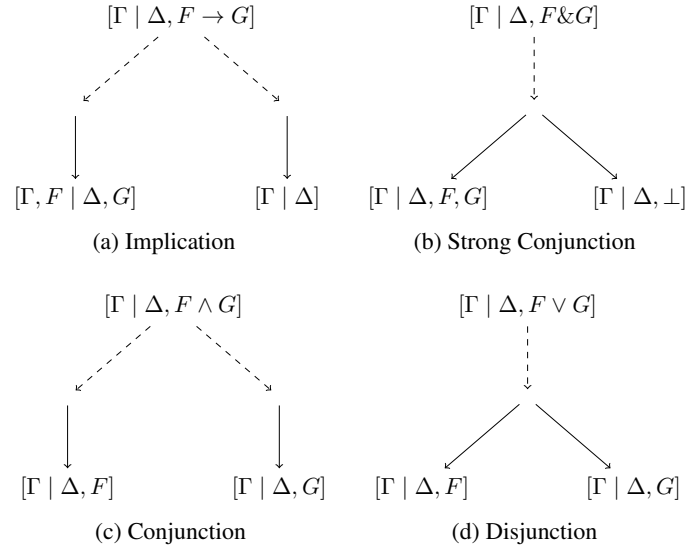 [Γ | Δ, F → G]
[Γ | Δ, F&G]
[Γ, F | Δ, G]
[Γ | Δ]
[Γ | Δ, F, G]
[Γ | Δ, ⊥]
(a) Implication
(b) Strong Conjunction
[Γ | Δ, F ∧ G]
[Γ | Δ, F ∨ G]
[Γ | Δ, F]
[Γ | Δ, G]
[Γ | Δ, F]
[Γ | Δ, G]
(c) Conjunction
(d) Disjunction